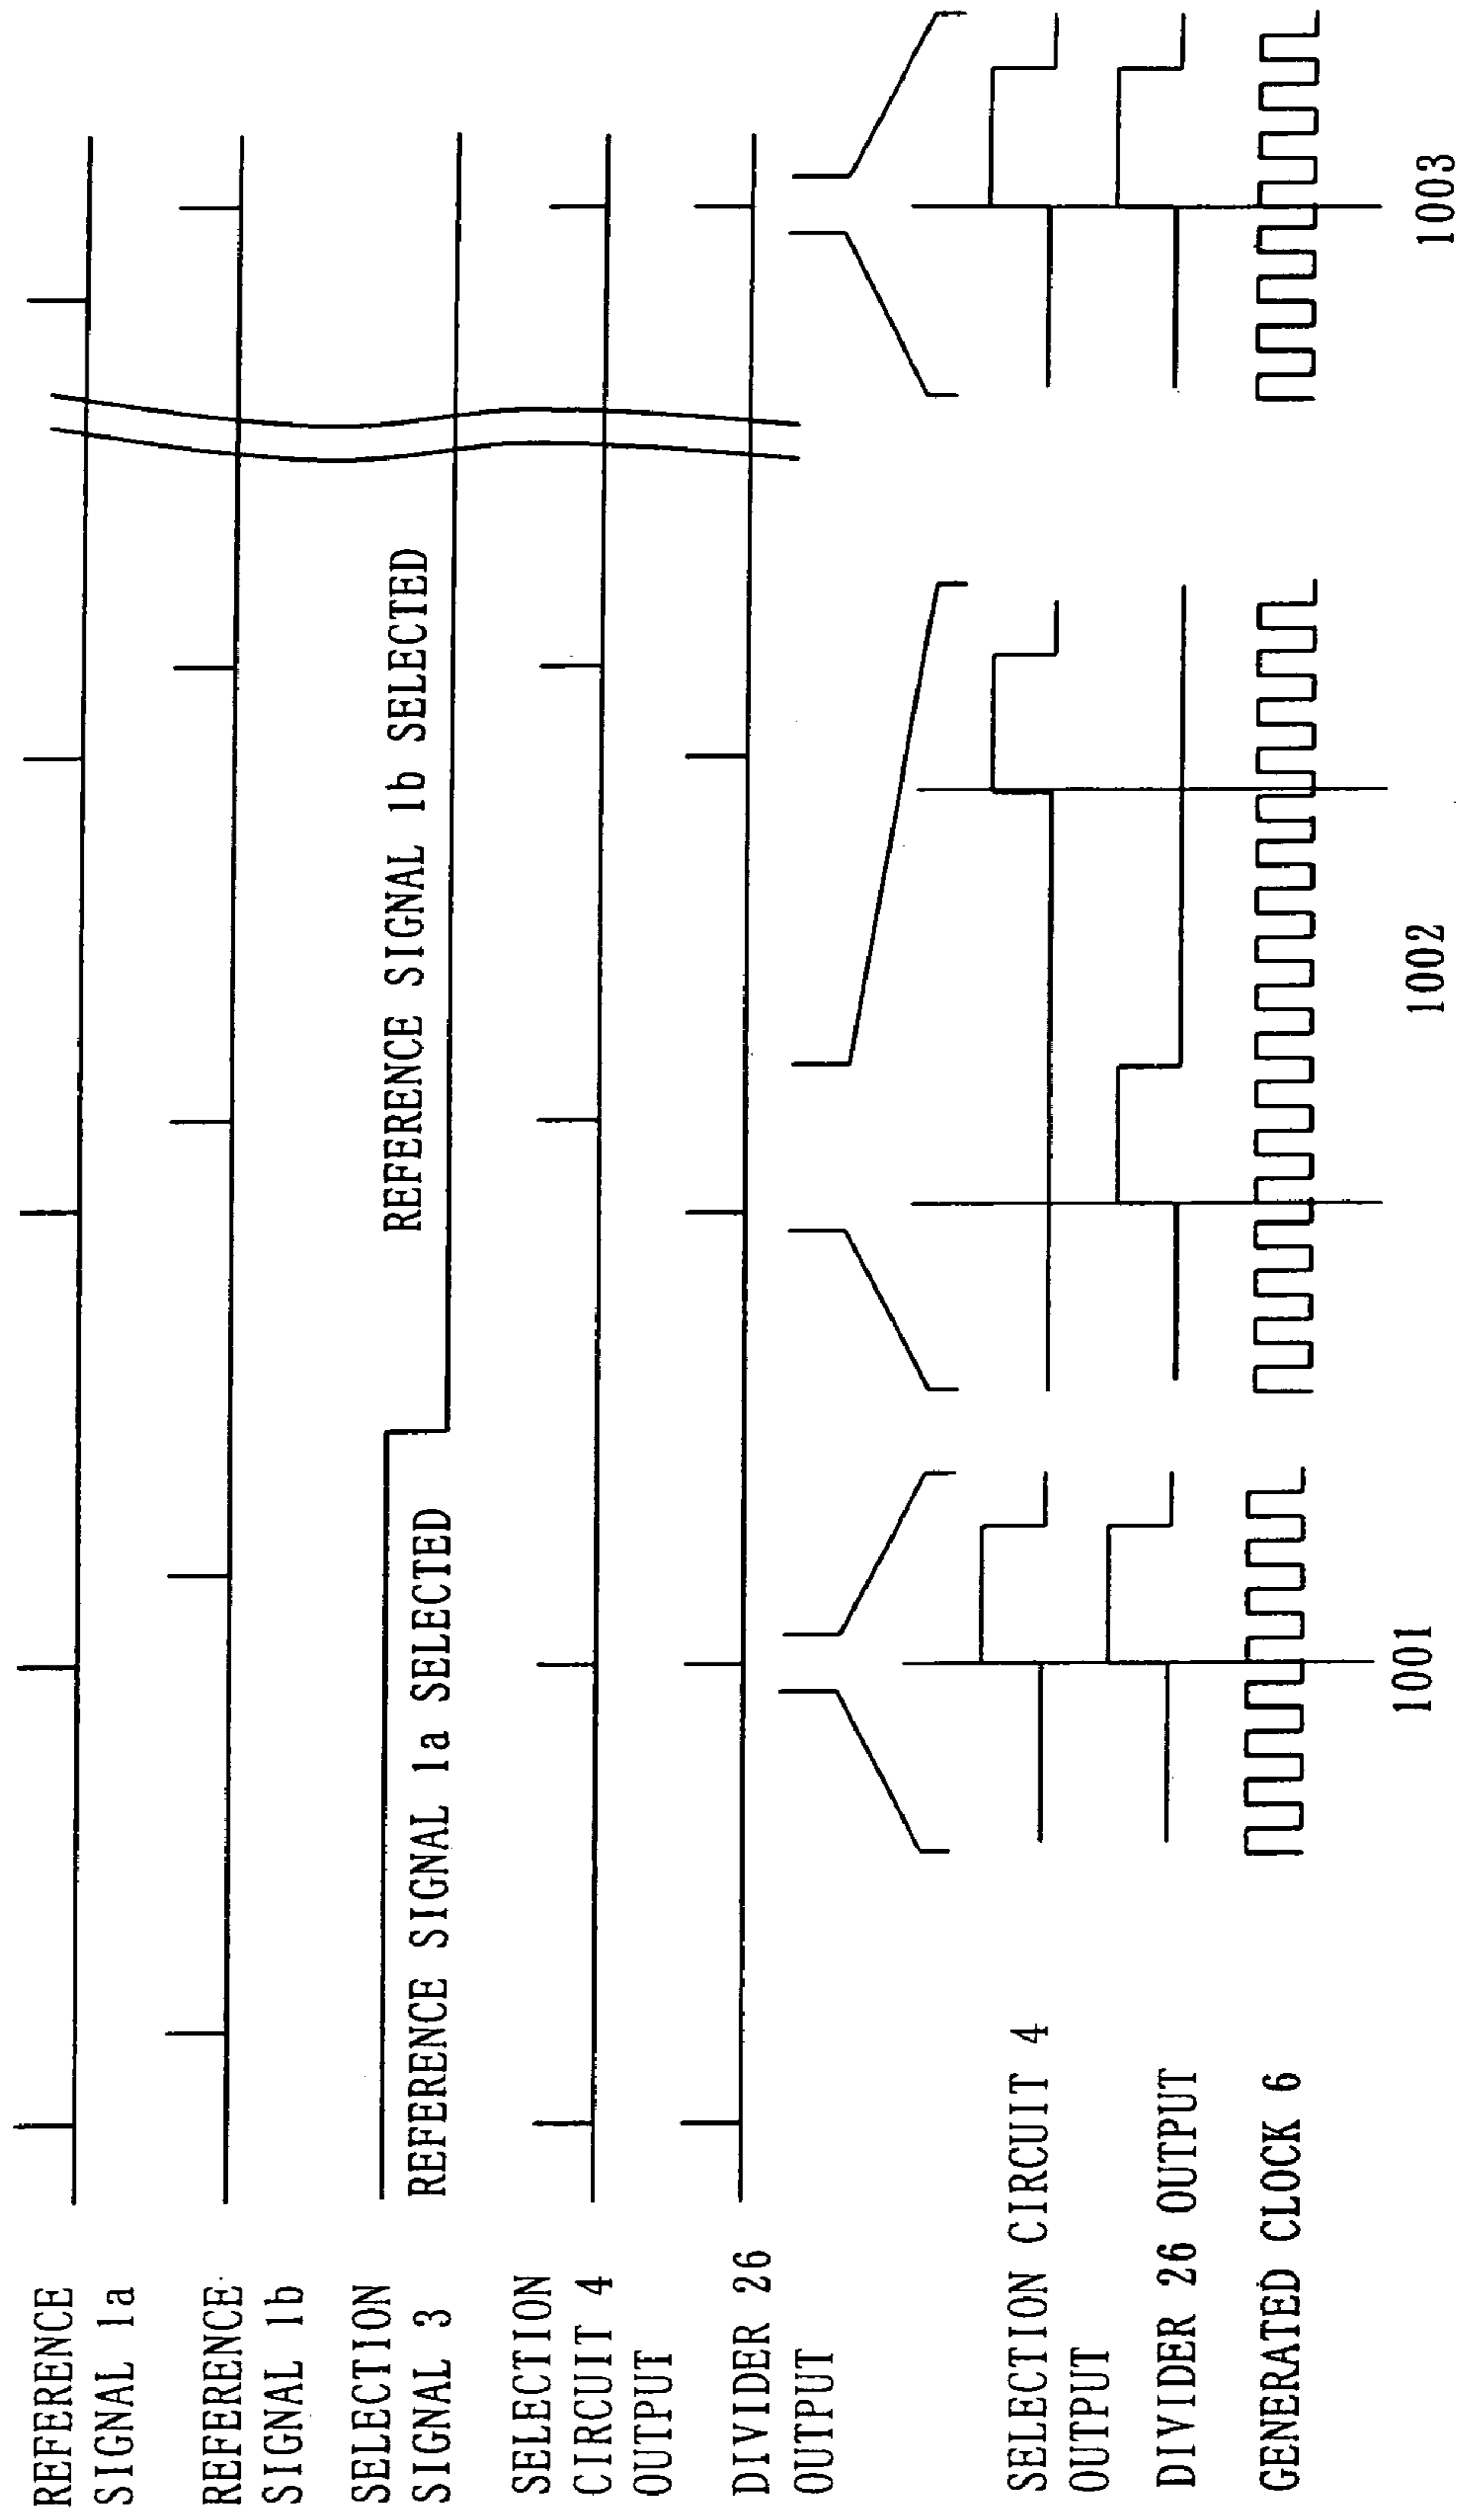 REFERENCE
SIGNAL 1a
REFERENCE
SIGNAL 1b
SELECTION
SIGNAL 3
REFERENCE SIGNAL 1a SELECTED
REFERENCE SIGNAL 1b SELECTED
SELECTION
CIRCUIT 4
OUTPUT
DIVIDER 26
OUTPUT
SELECTION CIRCUIT 4
OUTPUT
DIVIDER 26 OUTPUT
GENERATED CLOCK 6
1001
1002
1003